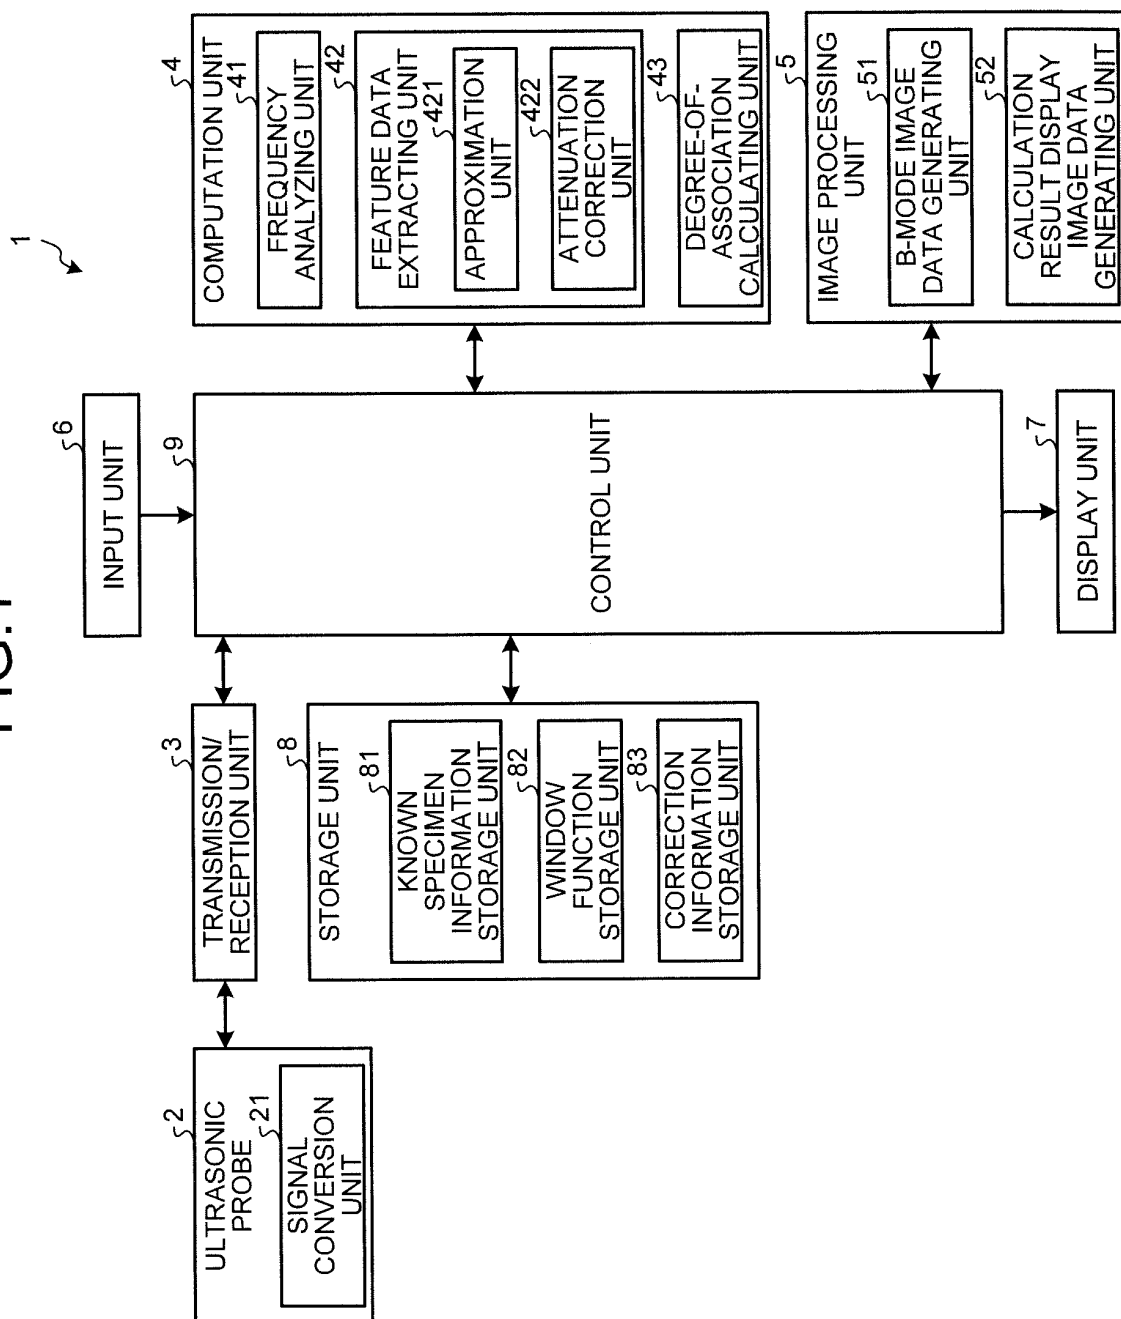 FIG.1
1
2
ULTRASONIC
PROBE
21
SIGNAL
CONVERSION
UNIT
3
TRANSMISSION/
RECEPTION UNIT
8
STORAGE UNIT
81
KNOWN
SPECIMEN
INFORMATION
STORAGE UNIT
82
WINDOW
FUNCTION
STORAGE UNIT
83
CORRECTION
INFORMATION
STORAGE UNIT
6
INPUT UNIT
9
CONTROL UNIT
7
DISPLAY UNIT
4
COMPUTATION UNIT
41
FREQUENCY
ANALYZING UNIT
42
FEATURE DATA
EXTRACTING UNIT
421
APPROXIMATION
UNIT
422
ATTENUATION
CORRECTION
UNIT
43
DEGREE-OF-
ASSOCIATION
CALCULATING UNIT
5
IMAGE PROCESSING
UNIT
51
B-MODE IMAGE
DATA GENERATING
UNIT
52
CALCULATION
RESULT DISPLAY
IMAGE DATA
GENERATING UNIT